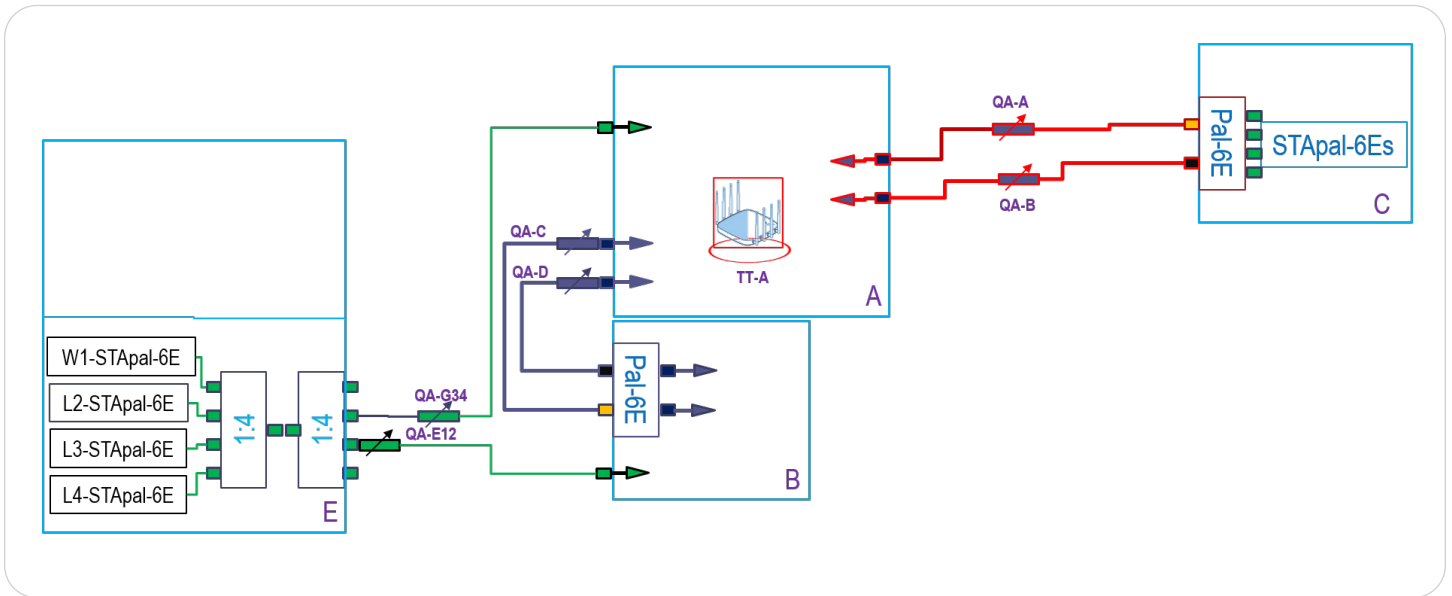 QA-A
Pal-6E
STApal-6Es
C
QA-B
QA-C
QA-D
TT-A
A
W1-STApal-6E
L2-STApal-6E
L3-STApal-6E
L4-STApal-6E
1:4
1:4
E
QA-G34
QA-E12
Pal-6E
B